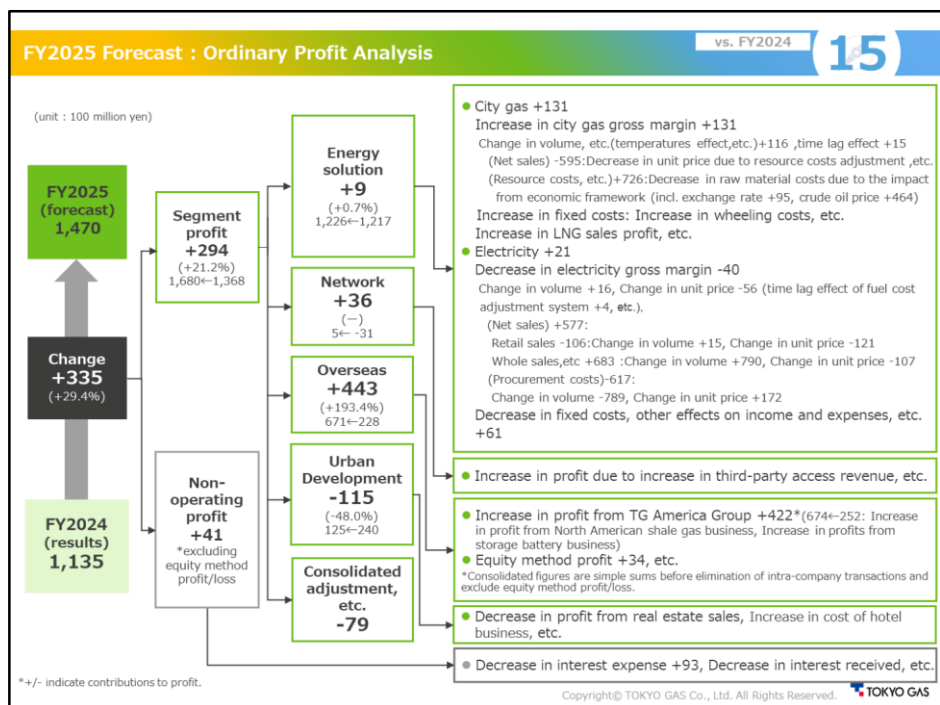 FY2025 Forecast : Ordinary Profit Analysis
vs. FY2024
15
(unit : 100 million yen)
FY2025
(forecast)
1,470
Change
+335
(+29.4%)
FY2024
(results)
1,135
Segment
profit
+294
(+21.2%)
1,680←1,368
Non-
operating
profit
+41
*excluding
equity method
profit/loss
Energy
solution
+9
(+0.7%)
1,226←1,217
Network
+36
(—)
5← -31
Overseas
+443
(+193.4%)
671←228
Urban
Development
-115
(-48.0%)
125←240
Consolidated
adjustment,
etc.
-79
● City gas +131
Increase in city gas gross margin +131
Change in volume, etc.(temperatures effect,etc.)+116 ,time lag effect +15
(Net sales) -595:Decrease in unit price due to resource costs adjustment ,etc.
(Resource costs, etc.)+726:Decrease in raw material costs due to the impact
from economic framework (incl. exchange rate +95, crude oil price +464)
Increase in fixed costs: Increase in wheeling costs, etc.
Increase in LNG sales profit, etc.
● Electricity +21
Decrease in electricity gross margin -40
Change in volume +16, Change in unit price -56 (time lag effect of fuel cost
adjustment system +4, etc.).
(Net sales) +577:
Retail sales -106:Change in volume +15, Change in unit price -121
Whole sales,etc +683 :Change in volume +790, Change in unit price -107
(Procurement costs)-617:
Change in volume -789, Change in unit price +172
Decrease in fixed costs, other effects on income and expenses, etc.
+61
● Increase in profit due to increase in third-party access revenue, etc.
● Increase in profit from TG America Group +422*(674←252: Increase
in profit from North American shale gas business, Increase in profits from
storage battery business)
● Equity method profit +34, etc.
*Consolidated figures are simple sums before elimination of intra-company transactions and
exclude equity method profit/loss.
● Decrease in profit from real estate sales, Increase in cost of hotel
business, etc.
● Decrease in interest expense +93, Decrease in interest received, etc.
*+/- indicate contributions to profit.
Copyright© TOKYO GAS Co., Ltd. All Rights Reserved.
TOKYO GAS